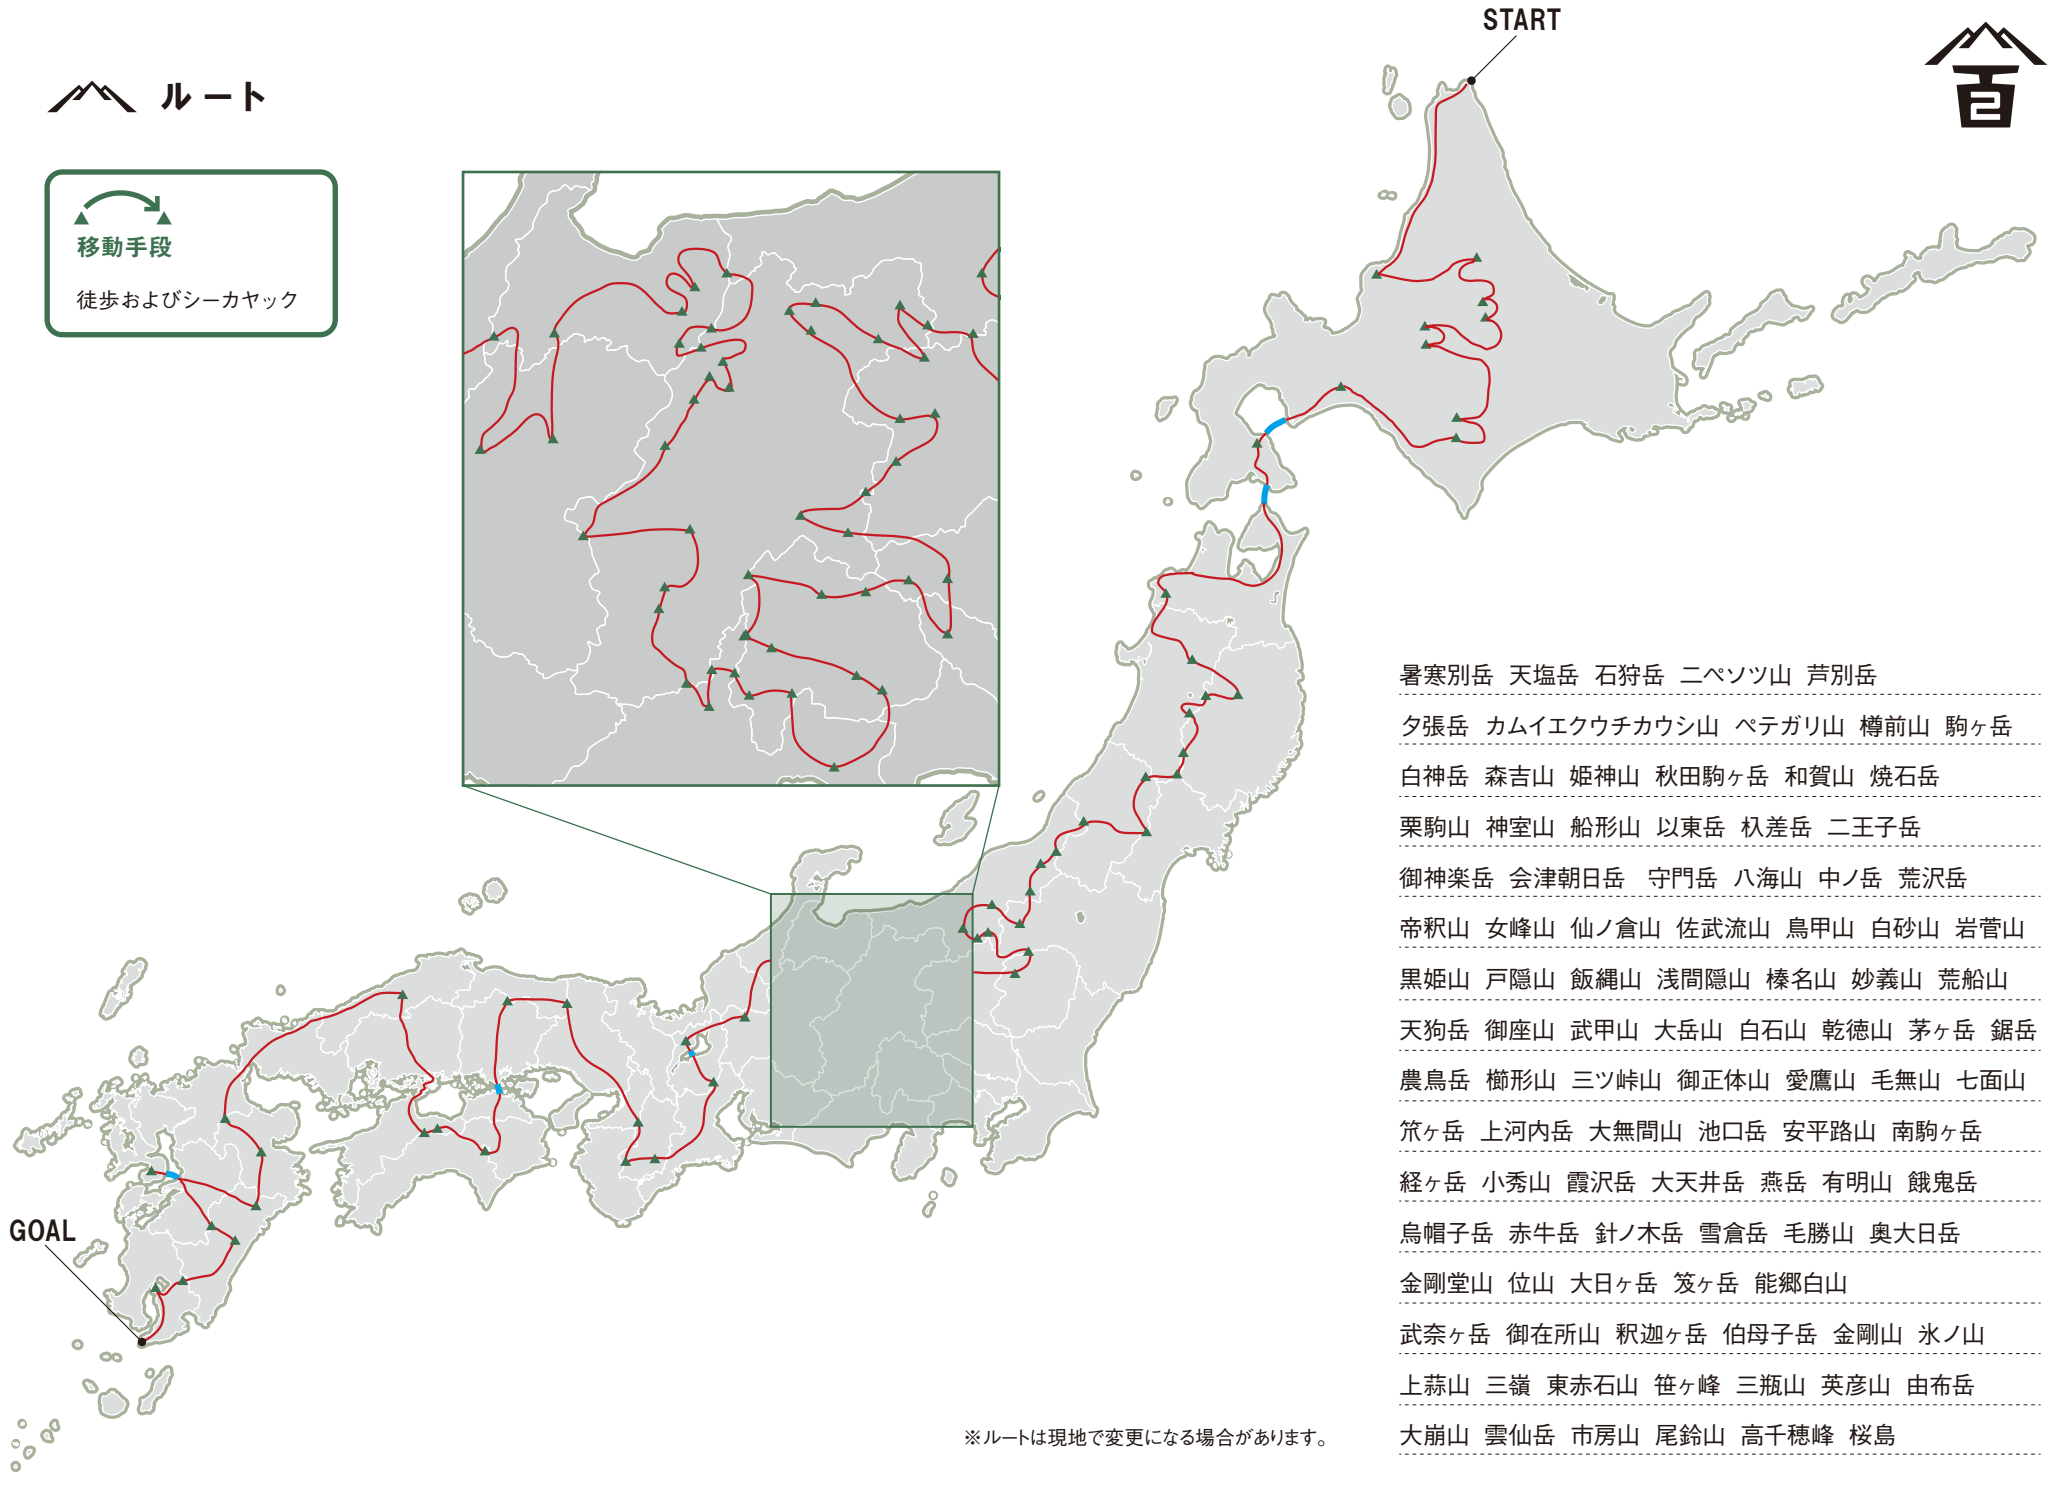 START
ルート
百2
移動手段
徒歩およびシーカヤック
暑寒別岳 天塩岳 石狩岳 ニペソツ山 芦別岳
夕張岳 カムイエクウチカウシ山 ペテガリ山 樽前山 駒ヶ岳
白神岳 森吉山 姫神山 秋田駒ヶ岳 和賀山 焼石岳
栗駒山 神室山 船形山 以東岳 杁差岳 二王子岳
御神楽岳 会津朝日岳 守門岳 八海山 中ノ岳 荒沢岳
帝釈山 女峰山 仙ノ倉山 佐武流山 鳥甲山 白砂山 岩菅山
黒姫山 戸隠山 飯縄山 浅間隠山 榛名山 妙義山 荒船山
天狗岳 御座山 武甲山 大岳山 白石山 乾徳山 茅ヶ岳 鋸岳
農鳥岳 櫛形山 三ツ峠山 御正体山 愛鷹山 毛無山 七面山
笊ヶ岳 上河内岳 大無間山 池口岳 安平路山 南駒ヶ岳
経ヶ岳 小秀山 霞沢岳 大天井岳 燕岳 有明山 餓鬼岳
烏帽子岳 赤牛岳 針ノ木岳 雪倉岳 毛勝山 奥大日岳
金剛堂山 位山 大日ヶ岳 笈ヶ岳 能郷白山
武奈ヶ岳 御在所山 釈迦ヶ岳 伯母子岳 金剛山 氷ノ山
上蒜山 三嶺 東赤石山 笹ヶ峰 三瓶山 英彦山 由布岳
大崩山 雲仙岳 市房山 尾鈴山 高千穂峰 桜島
GOAL
※ルートは現地で変更になる場合があります。